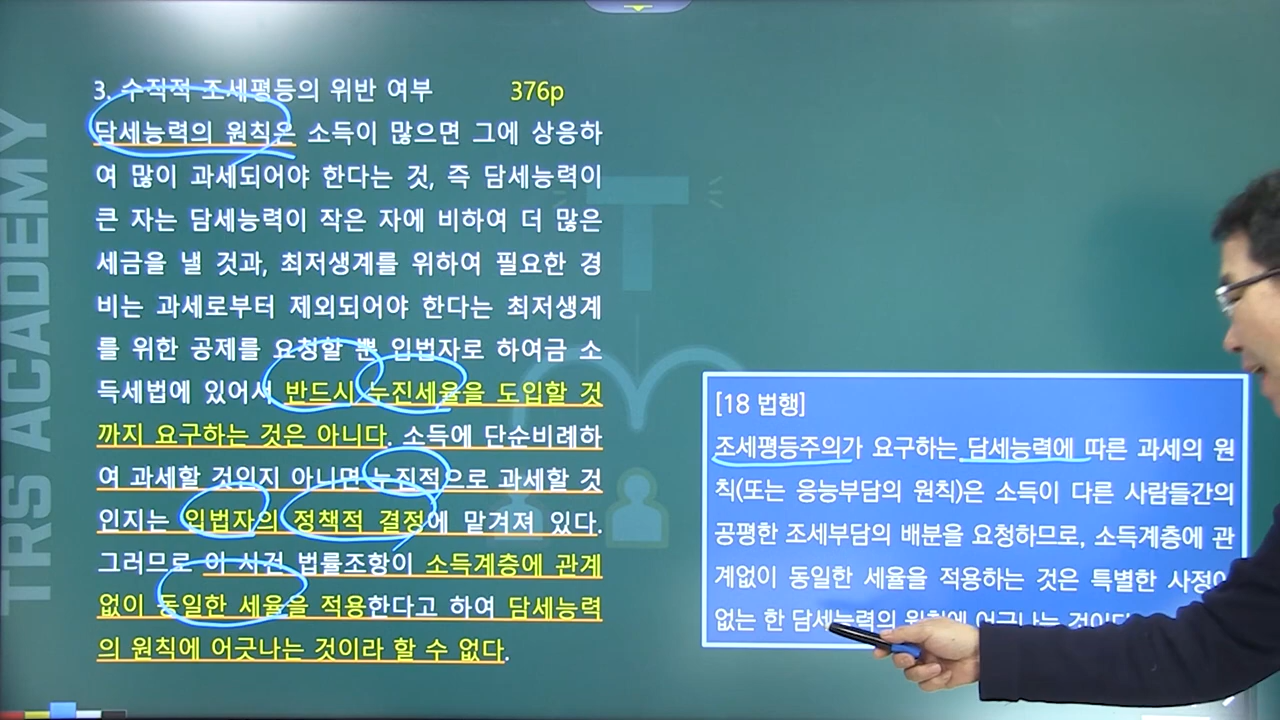 3. 수직적 조세평등의 위반 여부 376p
담세능력의 원칙은 소득이 많으면 그에 상응하
여 많이 과세되어야 한다는 것, 즉 담세능력이
큰 자는 담세능력이 작은 자에 비하여 더 많은
세금을 낼 것과, 최저생계를 위하여 필요한 경
비는 과세로부터 제외되어야 한다는 최저생계
를 위한 공제를 요청할 뿐 입법자로 하여금 소
득세법에 있어서 반드시 누진세율을 도입할 것
까지 요구하는 것은 아니다. 소득에 단순비례하
여 과세할 것인지 아니면 누진적으로 과세할 것
인지는 입법자의 정책적 결정에 맡겨져 있다.
그러므로 이 사건 법률조항이 소득계층에 관계
없이 동일한 세율을 적용한다고 하여 담세능력
의 원칙에 어긋나는 것이라 할 수 없다.
[18 법행]
조세평등주의가 요구하는 담세능력에 따른 과세의 원
칙(또는 응능부담의 원칙)은 소득이 다른 사람들간의
공평한 조세부담의 배분을 요청하므로, 소득계층에 관
계없이 동일한 세율을 적용하는 것은 특별한 사정이
없는 한 담세능력의 원칙에 어긋나는
TRS ACADEMY